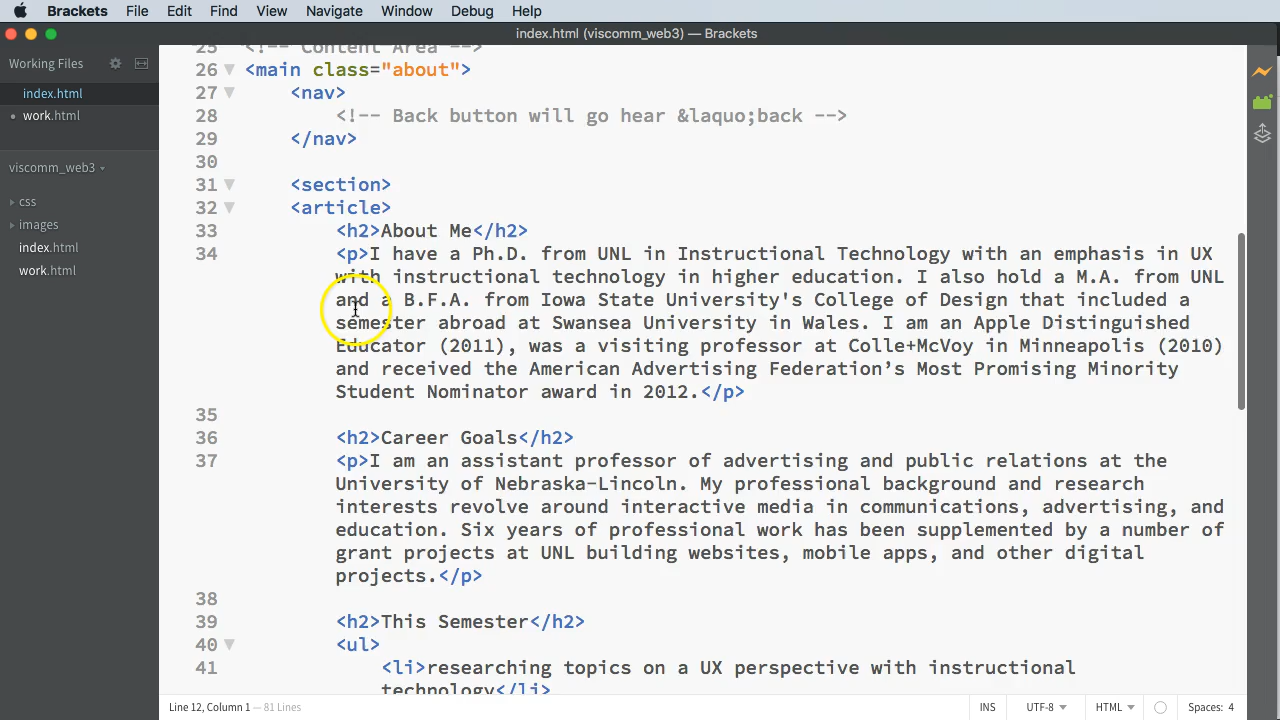 Brackets File Edit Find View Navigate Window Debug Help
index.html (viscomm_web3) — Brackets
Working Files
index.html
• work.html
viscomm_web3
css
images
index.html
work.html
25 <!-- Content Area -->
26 <main class="about">
27 <nav>
28 <!-- Back button will go hear &laquo;back -->
29 </nav>
30
31 <section>
32 <article>
33 <h2>About Me</h2>
34 <p>I have a Ph.D. from UNL in Instructional Technology with an emphasis in UX
with instructional technology in higher education. I also hold a M.A. from UNL
and a B.F.A. from Iowa State University's College of Design that included a
semester abroad at Swansea University in Wales. I am an Apple Distinguished
Educator (2011), was a visiting professor at Colle+McVoy in Minneapolis (2010)
and received the American Advertising Federation’s Most Promising Minority
Student Nominator award in 2012.</p>
35
36 <h2>Career Goals</h2>
37 <p>I am an assistant professor of advertising and public relations at the
University of Nebraska-Lincoln. My professional background and research
interests revolve around interactive media in communications, advertising, and
education. Six years of professional work has been supplemented by a number of
grant projects at UNL building websites, mobile apps, and other digital
projects.</p>
38
39 <h2>This Semester</h2>
40 <ul>
41 <li>researching topics on a UX perspective with instructional
technology</li>
Line 12, Column 1 — 81 Lines
INS UTF-8 HTML Spaces: 4